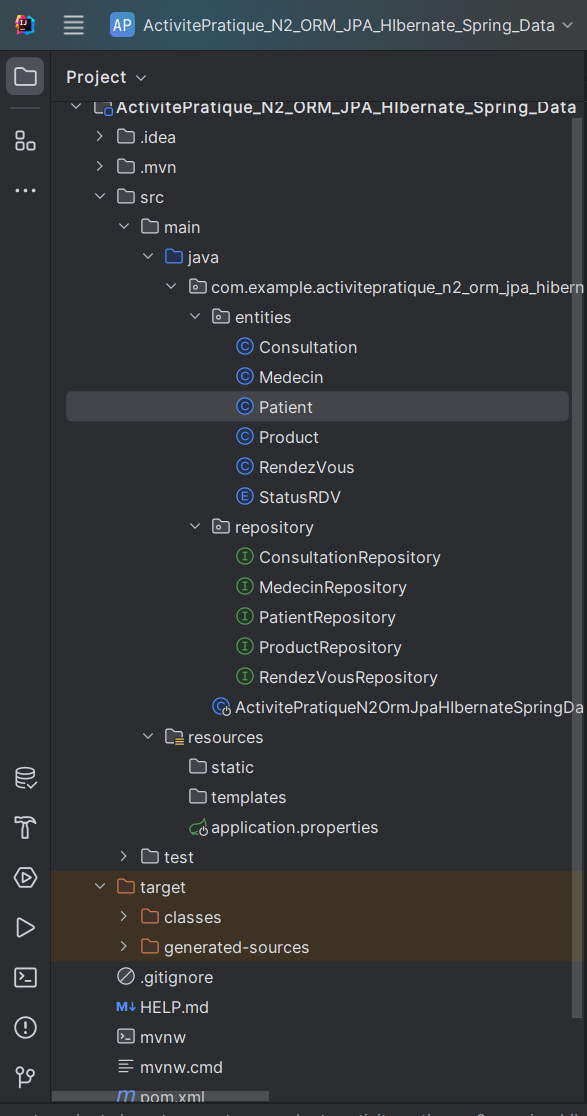 AP ActivitePratique_N2_ORM_JPA_HIbernate_Spring_Data
Project
ActivitePratique_N2_ORM_JPA_HIbernate_Spring_Data
.idea
.mvn
src
main
java
com.example.activitepratique_n2_orm_jpa_hibern
entities
Consultation
Medecin
Patient
Product
RendezVous
StatusRDV
repository
ConsultationRepository
MedecinRepository
PatientRepository
ProductRepository
RendezVousRepository
ActivitePratiqueN2OrmJpaHIbernateSpringDa
resources
static
templates
application.properties
test
target
classes
generated-sources
.gitignore
HELP.md
mvnw
mvnw.cmd
pom.xml